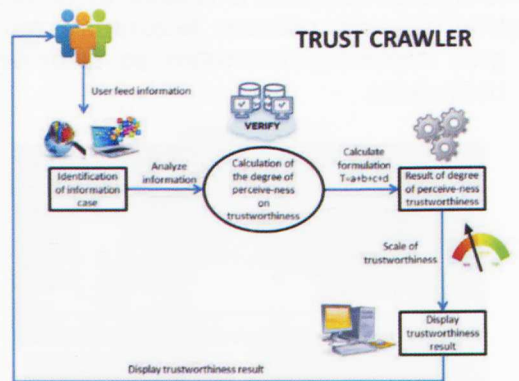 TRUST CRAWLER
User feed information
VERIFY
Identification
of information
case
Analyze
information
Calculation of
the degree of
perceive-ness
on
trustworthiness
Calculate
formulation
T=a+b+c+d
Result of degree
of perceive-ness
trustworthiness
Scale of
trustworthiness
Display
trustworthiness
result
Display trustworthiness result